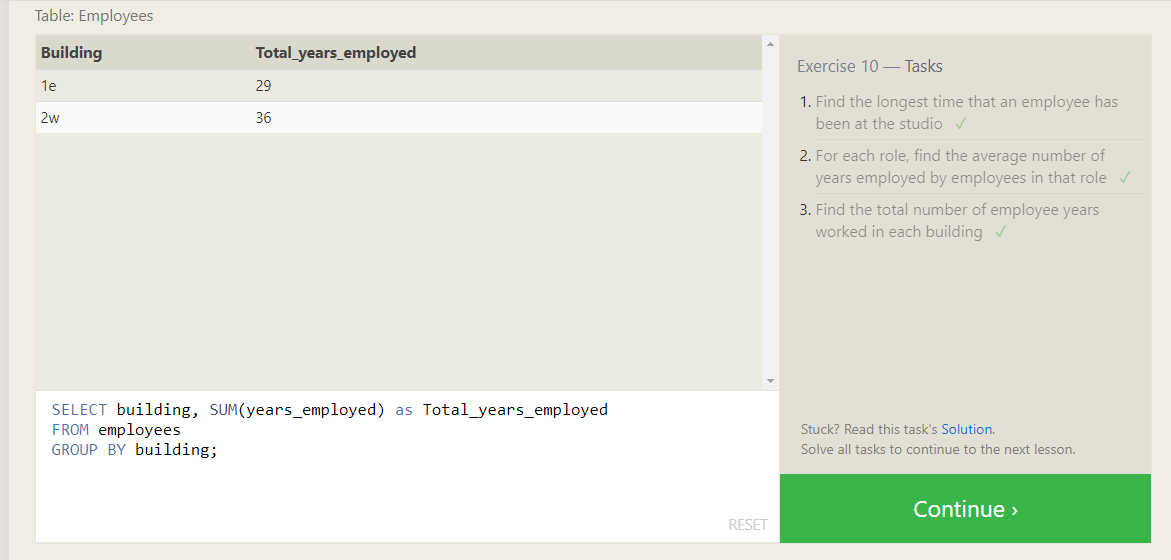 Table: Employees
Building Total_years_employed
1e 29
2w 36
SELECT building, SUM(years_employed) as Total_years_employed
FROM employees
GROUP BY building;
RESET
Exercise 10 — Tasks
1. Find the longest time that an employee has
been at the studio ✓
2. For each role, find the average number of
years employed by employees in that role ✓
3. Find the total number of employee years
worked in each building ✓
Stuck? Read this task's Solution.
Solve all tasks to continue to the next lesson.
Continue ›